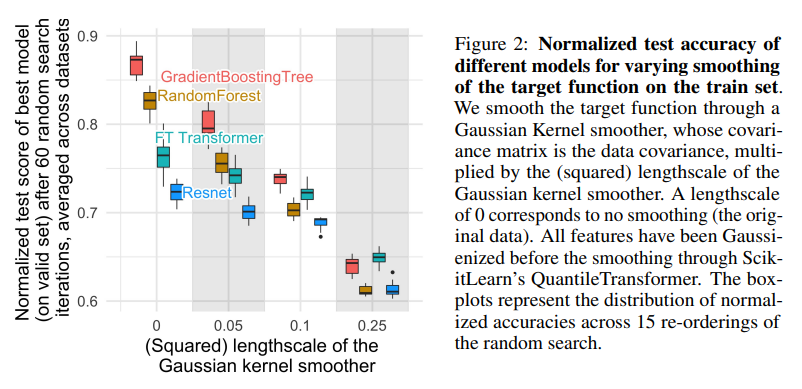 Normalized test score of best model
(on valid set) after 60 random search
iterations, averaged across datasets
0.9
0.8
0.7
0.6
GradientBoostingTree
RandomForest
FT Transformer
Resnet
0
0.05
0.1
0.25
(Squared) lengthscale of the
Gaussian kernel smoother
Figure 2: Normalized test accuracy of
different models for varying smoothing
of the target function on the train set.
We smooth the target function through a
Gaussian Kernel smoother, whose covari-
ance matrix is the data covariance, multi-
plied by the (squared) lengthscale of the
Gaussian kernel smoother. A lengthscale
of 0 corresponds to no smoothing (the orig-
inal data). All features have been Gaussi-
enized before the smoothing through Scik-
itLearn's QuantileTransformer. The box-
plots represent the distribution of normal-
ized accuracies across 15 re-orderings of
the random search.